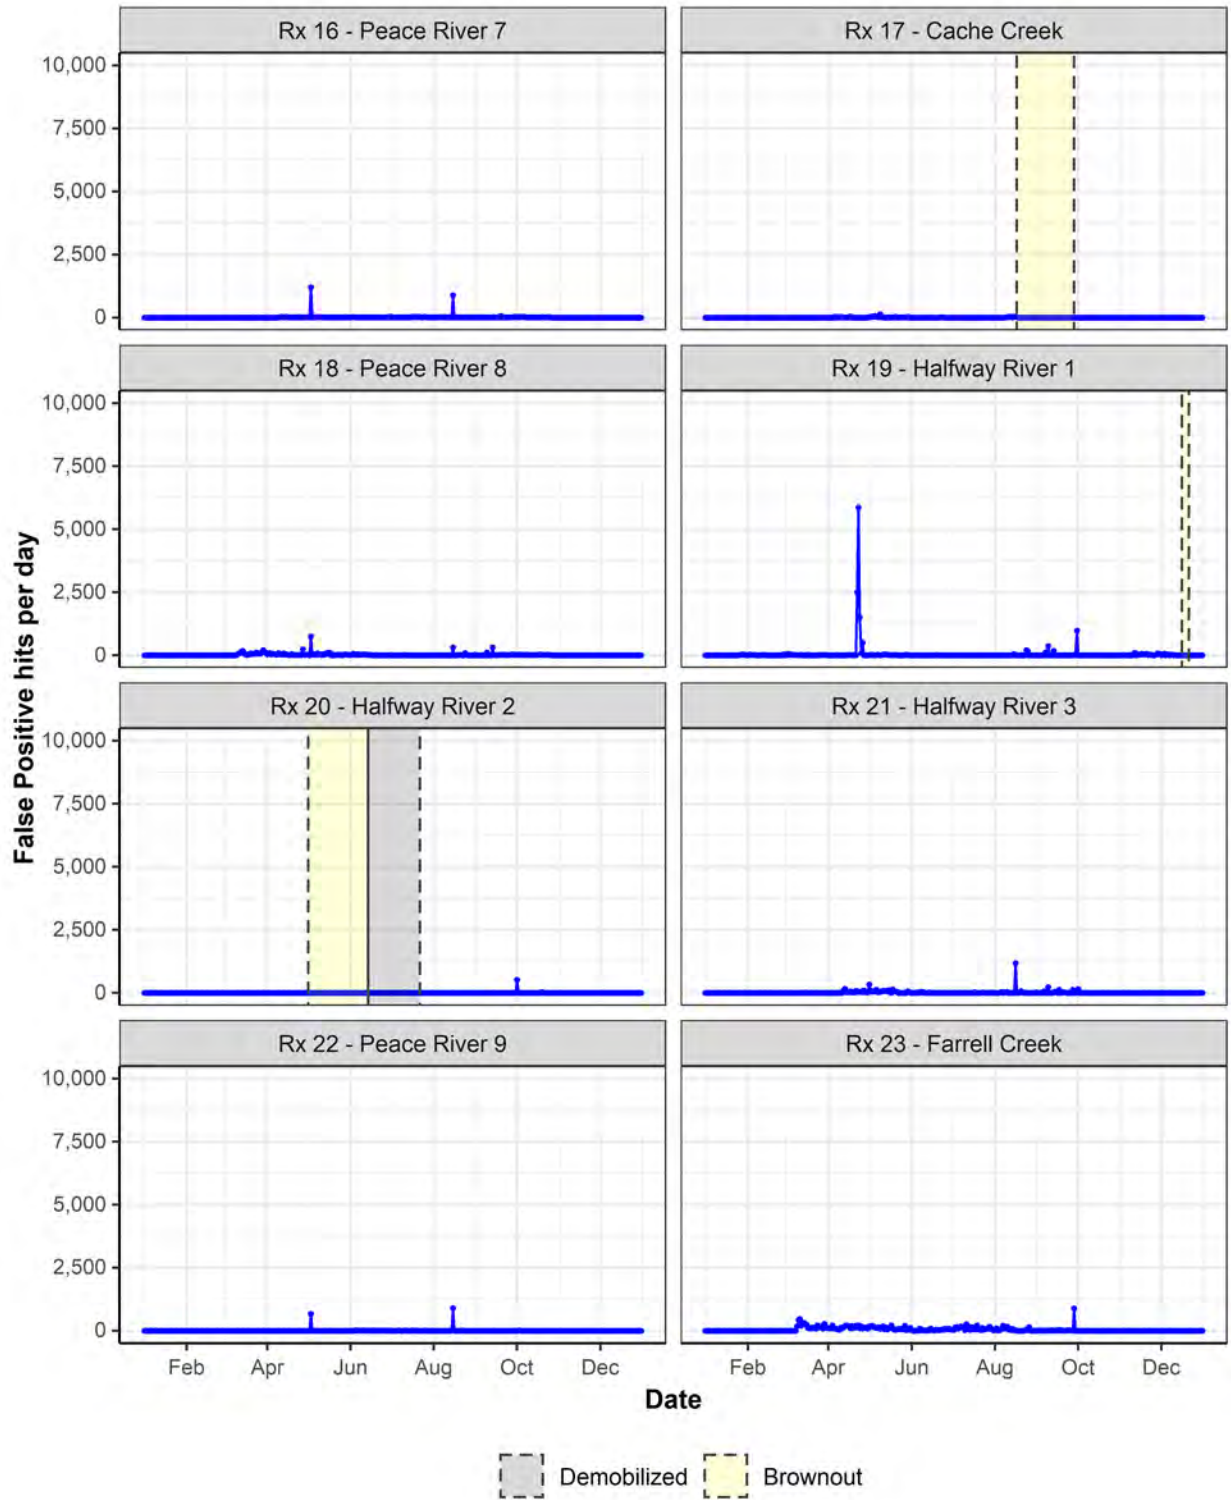 Rx 16 - Peace River 7
Rx 17 - Cache Creek
10,000
7,500
5,000
2,500
0
Rx 18 - Peace River 8
Rx 19 - Halfway River 1
10,000
7,500
5,000
2,500
0
False Positive hits per day
Rx 20 - Halfway River 2
Rx 21 - Halfway River 3
10,000
7,500
5,000
2,500
0
Rx 22 - Peace River 9
Rx 23 - Farrell Creek
10,000
7,500
5,000
2,500
0
Feb Apr Jun Aug Oct Dec
Feb Apr Jun Aug Oct Dec
Date
Demobilized Brownout